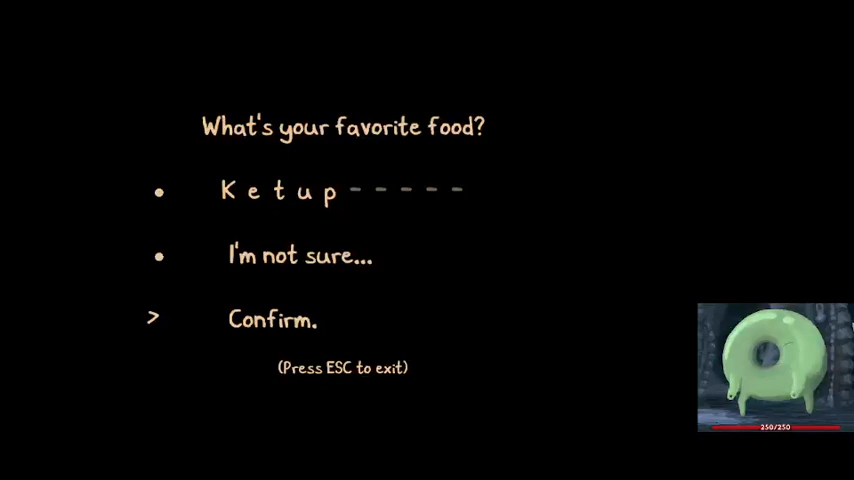 What's your favorite food?
• K e t u p - - - - -
• I'm not sure...
> Confirm.
(Press ESC to exit)
250/250